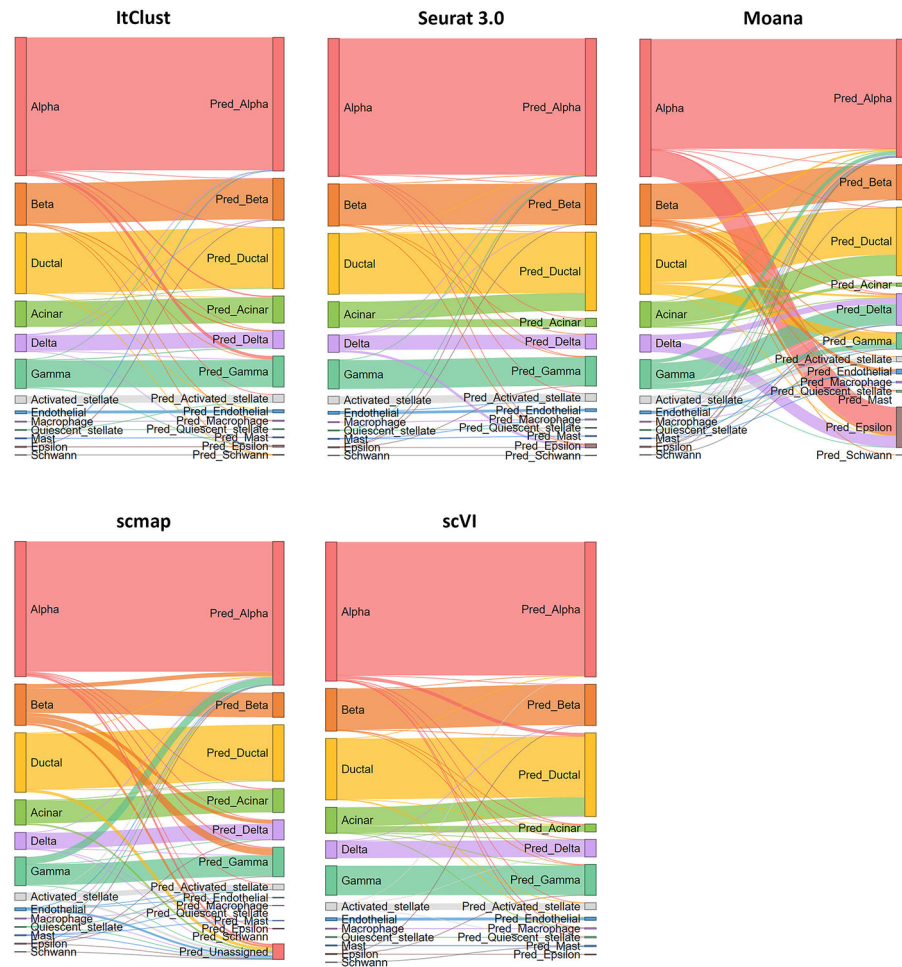 ItClust
Alpha
Beta
Ductal
Acinar
Delta
Gamma
Activated_stellate
Endothelial
Macrophage
Quiescent_stellate
Mast
Epsilon
Schwann
Pred_Alpha
Pred_Beta
Pred_Ductal
Pred_Acinar
Pred_Delta
Pred_Gamma
Pred_Activated_stellate
Pred_Endothelial
Pred_Macrophage
Pred_Quiescent_stellate
Pred_Mast
Pred_Epsilon
Pred_Schwann
Seurat 3.0
Alpha
Beta
Ductal
Acinar
Delta
Gamma
Activated_stellate
Endothelial
Macrophage
Quiescent_stellate
Mast
Epsilon
Schwann
Pred_Alpha
Pred_Beta
Pred_Ductal
Pred_Acinar
Pred_Delta
Pred_Gamma
Pred_Activated_stellate
Pred_Endothelial
Pred_Macrophage
Pred_Quiescent_stellate
Pred_Mast
Pred_Epsilon
Pred_Schwann
Moana
Alpha
Beta
Ductal
Acinar
Delta
Gamma
Activated_stellate
Endothelial
Macrophage
Quiescent_stellate
Mast
Epsilon
Schwann
Pred_Alpha
Pred_Beta
Pred_Ductal
Pred_Acinar
Pred_Delta
Pred_Gamma
Pred_Activated_stellate
Pred_Endothelial
Pred_Macrophage
Pred_Quiescent_stellate
Pred_Mast
Pred_Epsilon
Pred_Schwann
scmap
Alpha
Beta
Ductal
Acinar
Delta
Gamma
Activated_stellate
Endothelial
Macrophage
Quiescent_stellate
Mast
Epsilon
Schwann
Pred_Alpha
Pred_Beta
Pred_Ductal
Pred_Acinar
Pred_Delta
Pred_Gamma
Pred_Activated_stellate
Pred_Endothelial
Pred_Macrophage
Pred_Quiescent_stellate
Pred_Mast
Pred_Epsilon
Pred_Schwann
Pred_Unassigned
scVI
Alpha
Beta
Ductal
Acinar
Delta
Gamma
Activated_stellate
Endothelial
Macrophage
Quiescent_stellate
Mast
Epsilon
Schwann
Pred_Alpha
Pred_Beta
Pred_Ductal
Pred_Acinar
Pred_Delta
Pred_Gamma
Pred_Activated_stellate
Pred_Endothelial
Pred_Macrophage
Pred_Quiescent_stellate
Pred_Mast
Pred_Epsilon